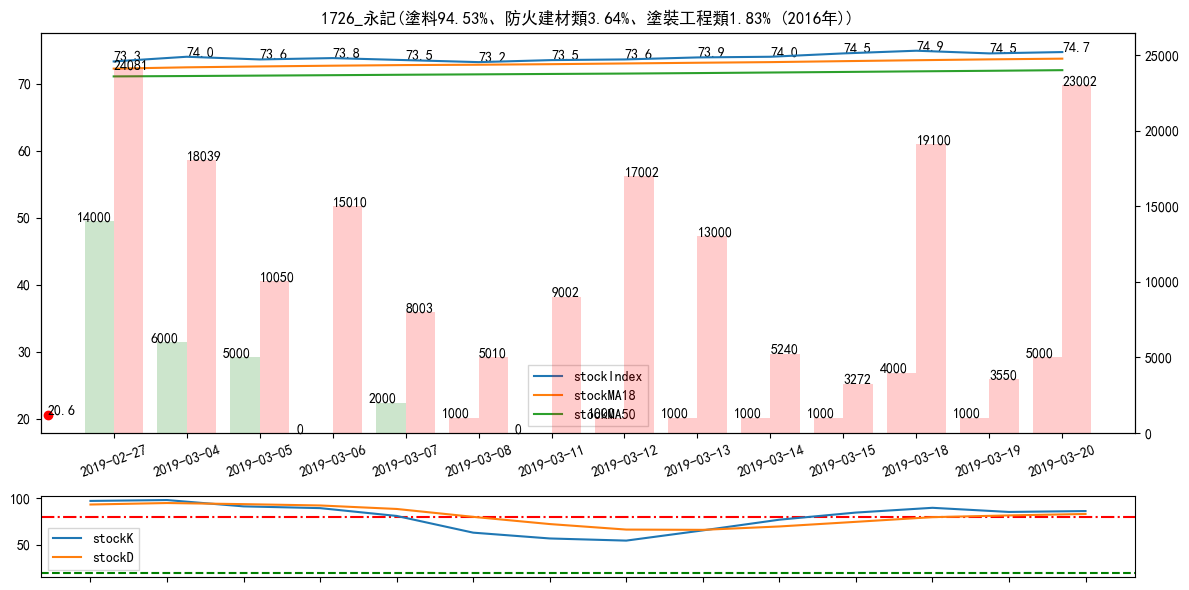 1726_永記(塗料94.53%、防火建材類3.64%、塗裝工程類1.83% (2016年))
73.3 74.0 73.6 73.8 73.5 73.2 73.5 73.6 73.9 74.0 74.5 74.9 74.5 74.7
70 60 50 40 30 20
25000 20000 15000 10000 5000 0
24081 18039 10050 15010 8003 5010 9002 17002 13000 5240 3272 19100 3550 23002
14000 6000 5000 0 2000 1000 0 1000 1000 1000 1000 4000 1000 5000
20.6
stockIndex
stockMA18
stockMA50
2019-02-27 2019-03-04 2019-03-05 2019-03-06 2019-03-07 2019-03-08 2019-03-11 2019-03-12 2019-03-13 2019-03-14 2019-03-15 2019-03-18 2019-03-19 2019-03-20
100
50
stockK
stockD